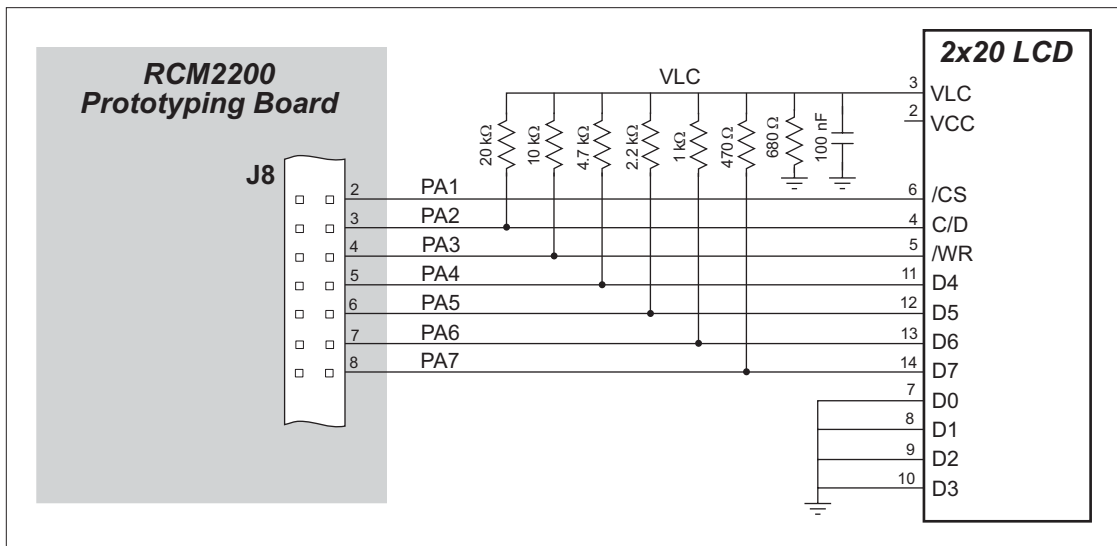 RCM2200
Prototyping Board
J8
2x20 LCD
VLC
20 kΩ
10 kΩ
4.7 kΩ
2.2 kΩ
1 kΩ
470 Ω
680 Ω
100 nF
3 VLC
2 VCC
2 PA1 6 /CS
3 PA2 4 C/D
4 PA3 5 /WR
5 PA4 11 D4
6 PA5 12 D5
7 PA6 13 D6
8 PA7 14 D7
7 D0
8 D1
9 D2
10 D3